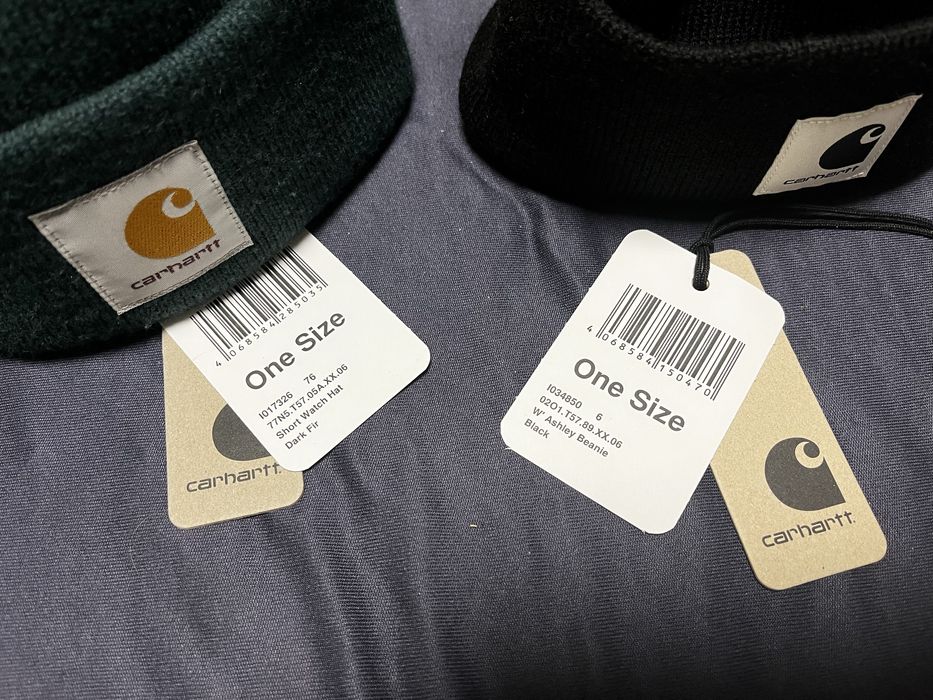 carhartt
4 068584 285035
One Size
I017326 76
77N5.T57.05A.XX.06
Short Watch Hat
Dark Fir
carhartt.
carhartt
4 068584 150470
One Size
I034850 6
02O1.T57.89.XX.06
W' Ashley Beanie
Black
carhartt.